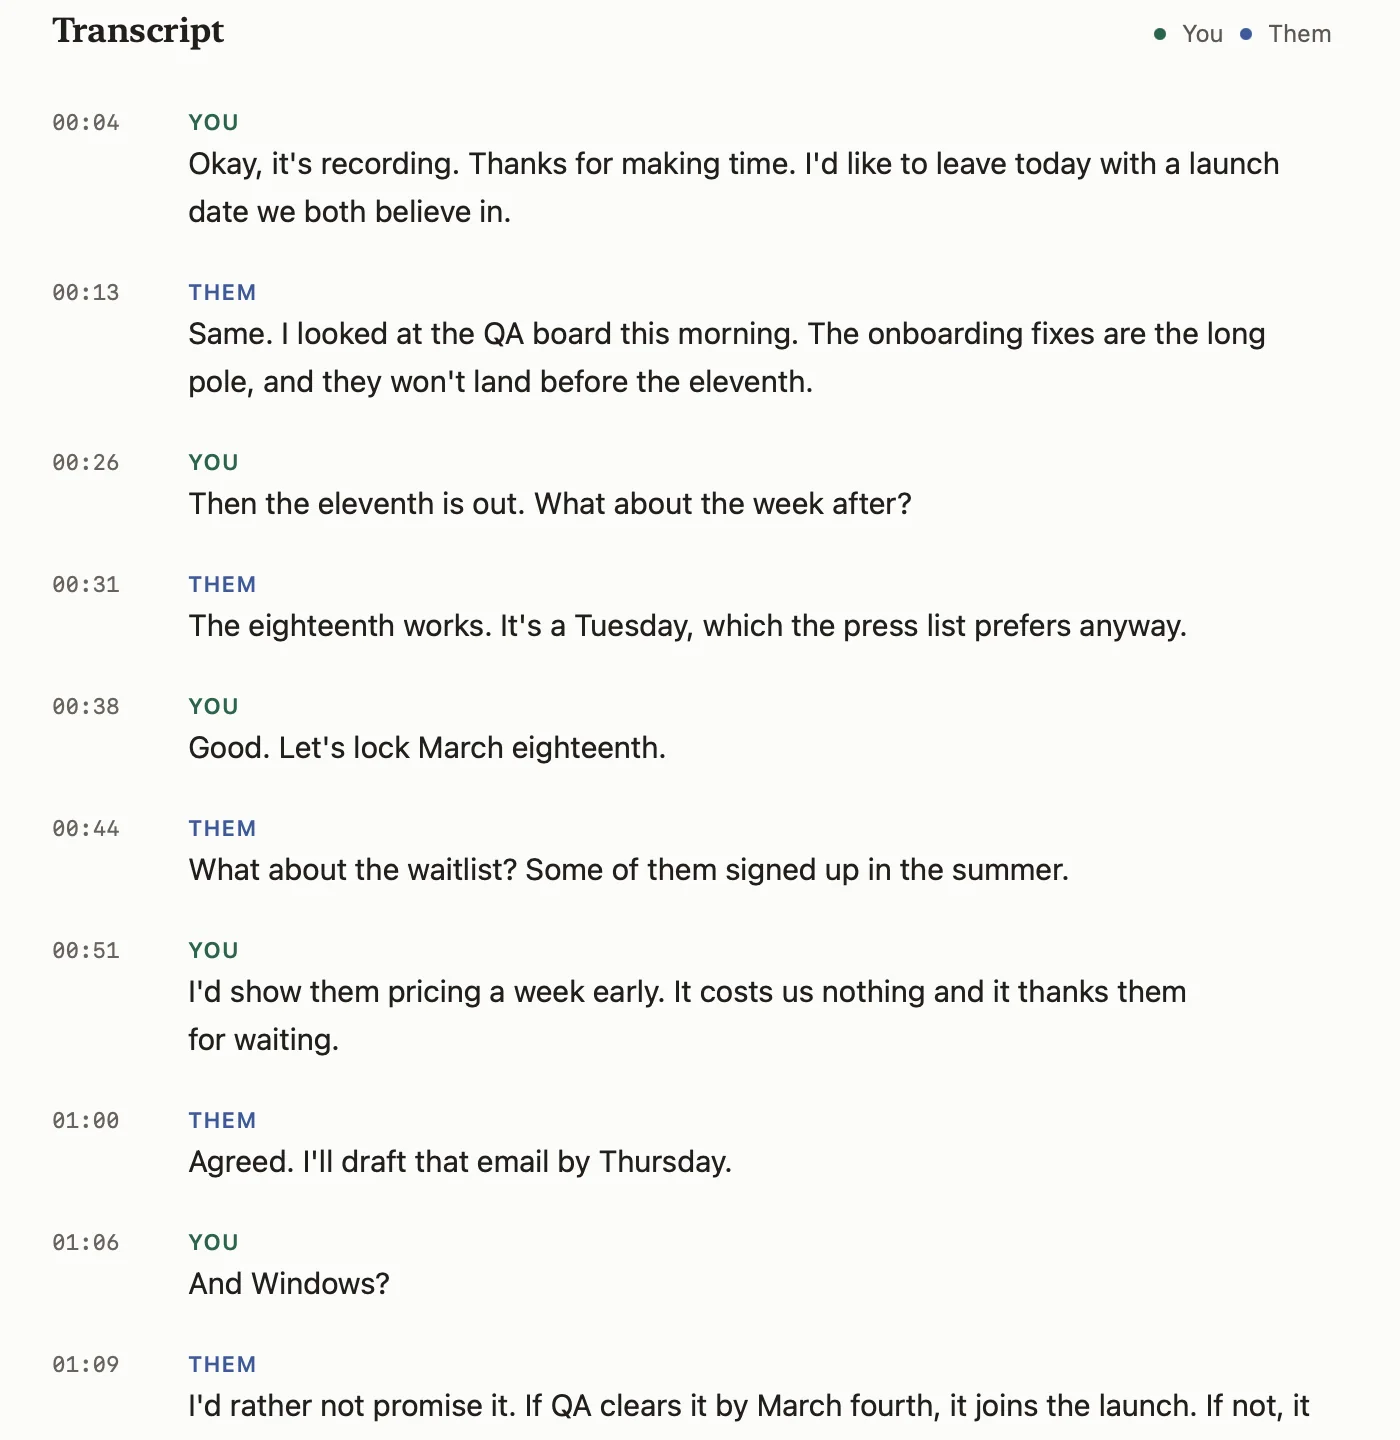 Transcript
You Them
00:04 YOU
Okay, it's recording. Thanks for making time. I'd like to leave today with a launch
date we both believe in.
00:13 THEM
Same. I looked at the QA board this morning. The onboarding fixes are the long
pole, and they won't land before the eleventh.
00:26 YOU
Then the eleventh is out. What about the week after?
00:31 THEM
The eighteenth works. It's a Tuesday, which the press list prefers anyway.
00:38 YOU
Good. Let's lock March eighteenth.
00:44 THEM
What about the waitlist? Some of them signed up in the summer.
00:51 YOU
I'd show them pricing a week early. It costs us nothing and it thanks them
for waiting.
01:00 THEM
Agreed. I'll draft that email by Thursday.
01:06 YOU
And Windows?
01:09 THEM
I'd rather not promise it. If QA clears it by March fourth, it joins the launch. If not, it